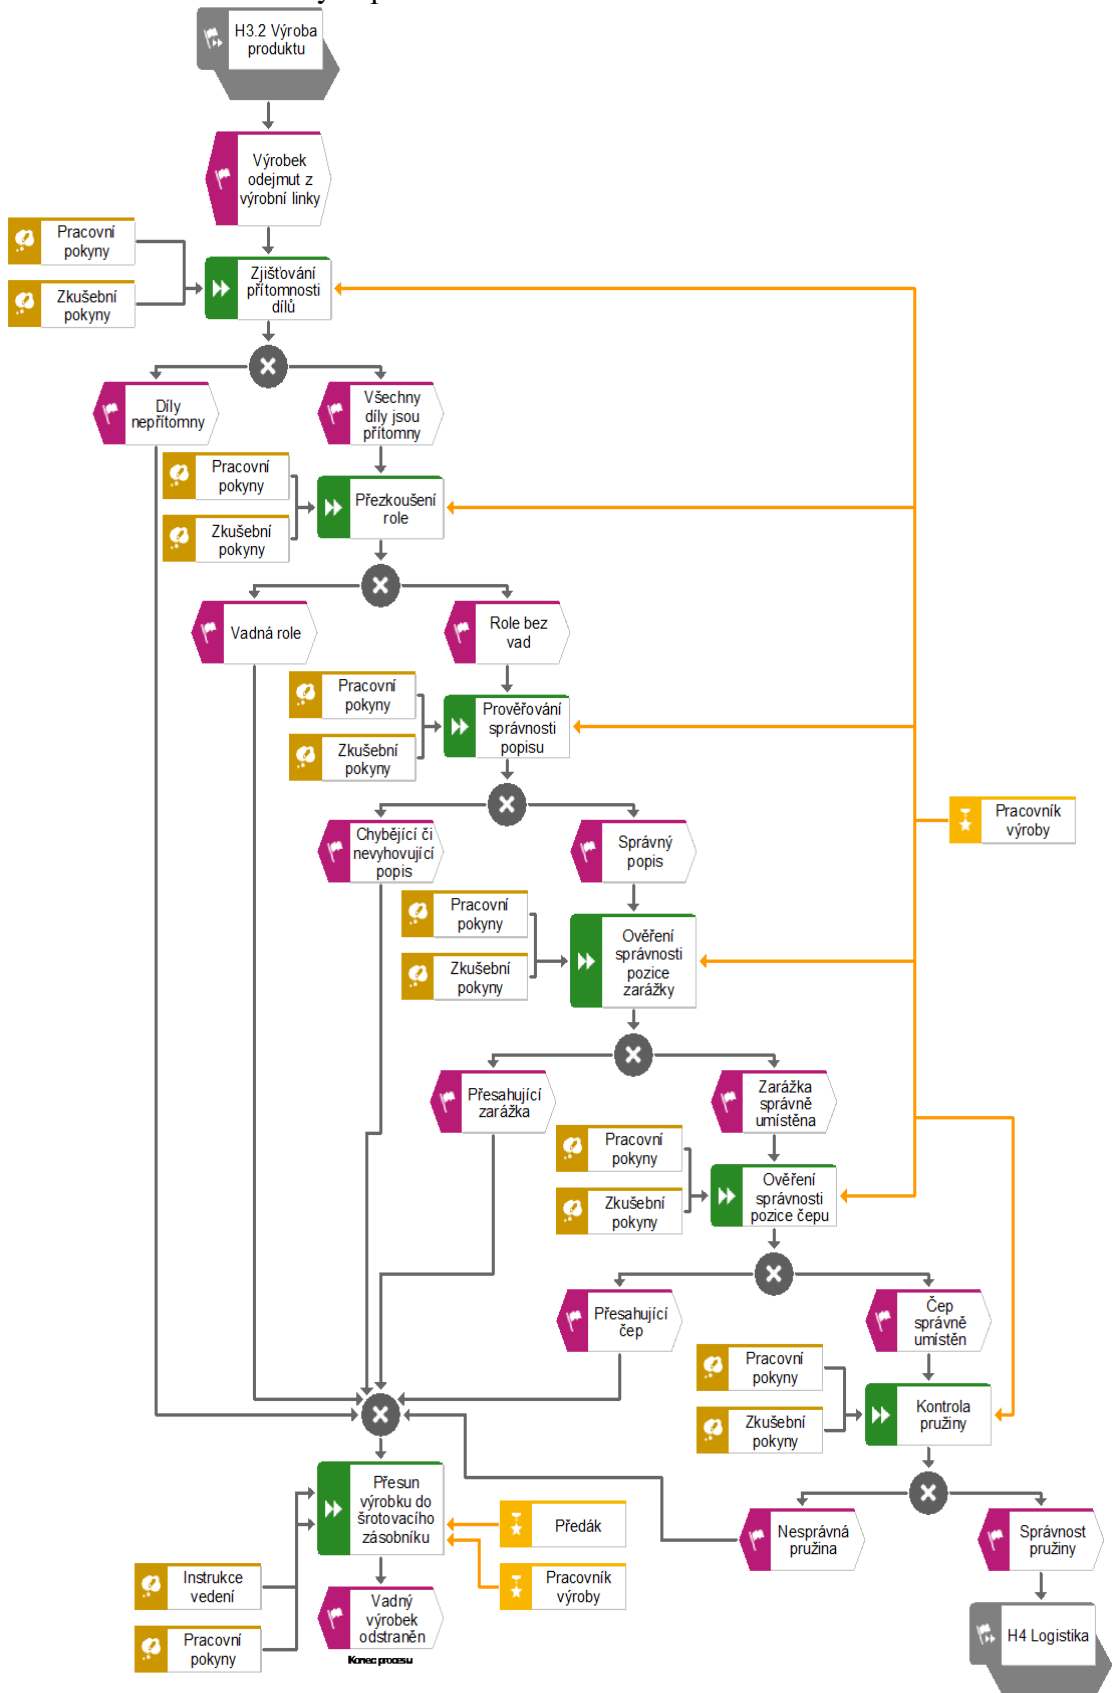 H3.2 Výroba
produktu
Výrobek
odejmut z
výrobní linky
Pracovní
pokyny
Zkušební
pokyny
Zjišťování
přítomnosti
dílů
Díly
nepřítomny
Všechny
díly jsou
přítomny
Pracovní
pokyny
Zkušební
pokyny
Přezkoušení
role
Vadná role
Role bez
vad
Pracovní
pokyny
Zkušební
pokyny
Prověřování
správnosti
popisu
Pracovník
výroby
Chybějící či
nevyhovující
popis
Správný
popis
Pracovní
pokyny
Zkušební
pokyny
Ověření
správnosti
pozice
zarážky
Přesahující
zarážka
Zarážka
správně
umístěna
Pracovní
pokyny
Zkušební
pokyny
Ověření
správnosti
pozice čepu
Přesahující
čep
Čep
správně
umístěn
Pracovní
pokyny
Zkušební
pokyny
Kontrola
pružiny
Přesun
výrobku do
šrotovacího
zásobníku
Předák
Nesprávná
pružina
Správnost
pružiny
Instrukce
vedení
Pracovní
pokyny
Pracovník
výroby
Vadný
výrobek
odstraněn
Konec procesu
H4 Logistika